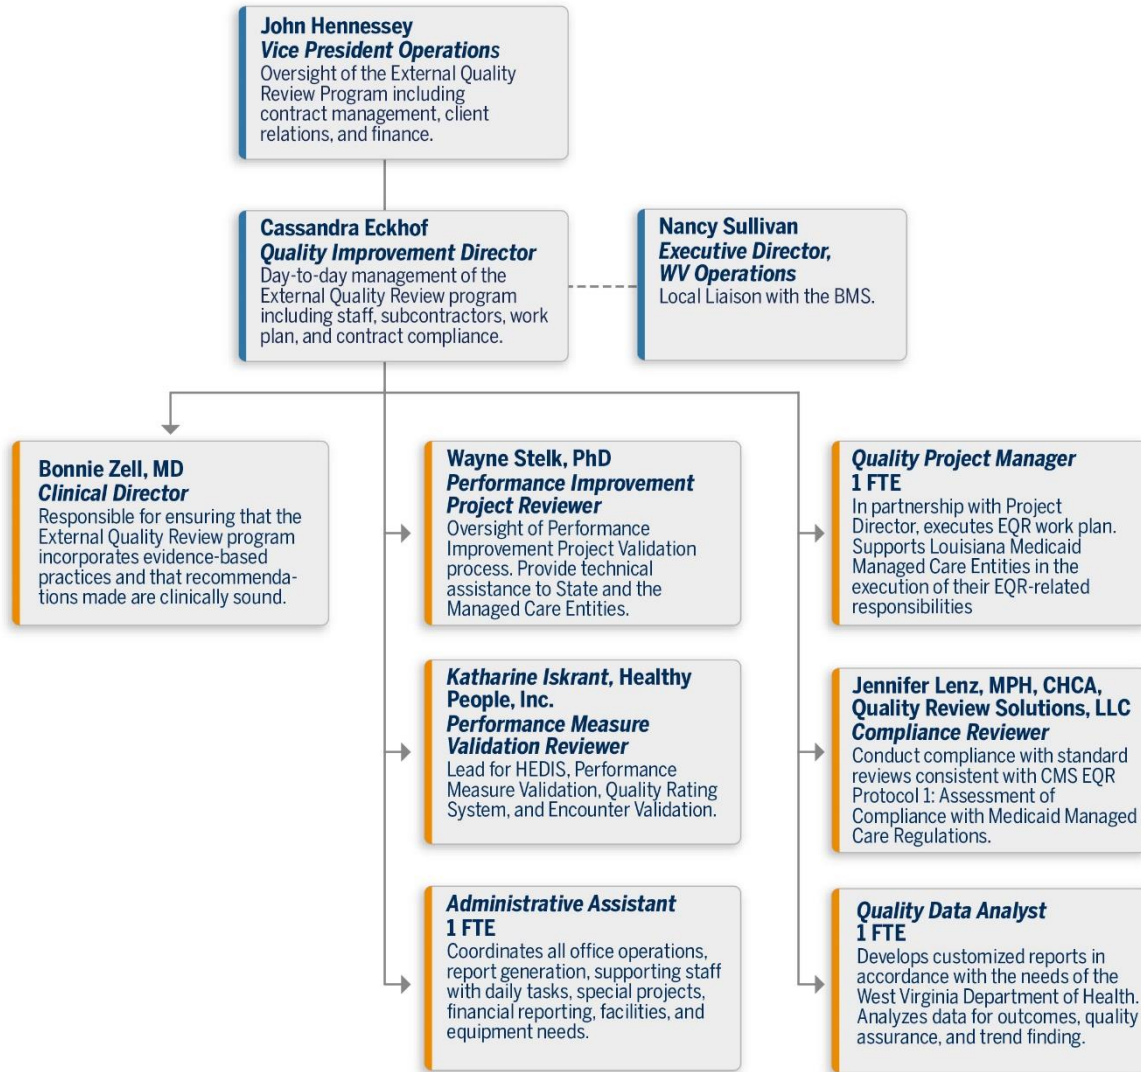 John Hennessey
Vice President Operations
Oversight of the External Quality
Review Program including
contract management, client
relations, and finance.
Cassandra Eckhof
Quality Improvement Director
Day-to-day management of the
External Quality Review program
including staff, subcontractors, work
plan, and contract compliance.
Nancy Sullivan
Executive Director,
WV Operations
Local Liaison with the BMS.
Bonnie Zell, MD
Clinical Director
Responsible for ensuring that the
External Quality Review program
incorporates evidence-based
practices and that recommenda-
tions made are clinically sound.
Wayne Stelk, PhD
Performance Improvement
Project Reviewer
Oversight of Performance
Improvement Project Validation
process. Provide technical
assistance to State and the
Managed Care Entities.
Quality Project Manager
1 FTE
In partnership with Project
Director, executes EQR work plan.
Supports Louisiana Medicaid
Managed Care Entities in the
execution of their EQR-related
responsibilities
Katharine Iskrant, Healthy
People, Inc.
Performance Measure
Validation Reviewer
Lead for HEDIS, Performance
Measure Validation, Quality Rating
System, and Encounter Validation.
Jennifer Lenz, MPH, CHCA,
Quality Review Solutions, LLC
Compliance Reviewer
Conduct compliance with standard
reviews consistent with CMS EQR
Protocol 1: Assessment of
Compliance with Medicaid Managed
Care Regulations.
Administrative Assistant
1 FTE
Coordinates all office operations,
report generation, supporting staff
with daily tasks, special projects,
financial reporting, facilities, and
equipment needs.
Quality Data Analyst
1 FTE
Develops customized reports in
accordance with the needs of the
West Virginia Department of Health.
Analyzes data for outcomes, quality
assurance, and trend finding.